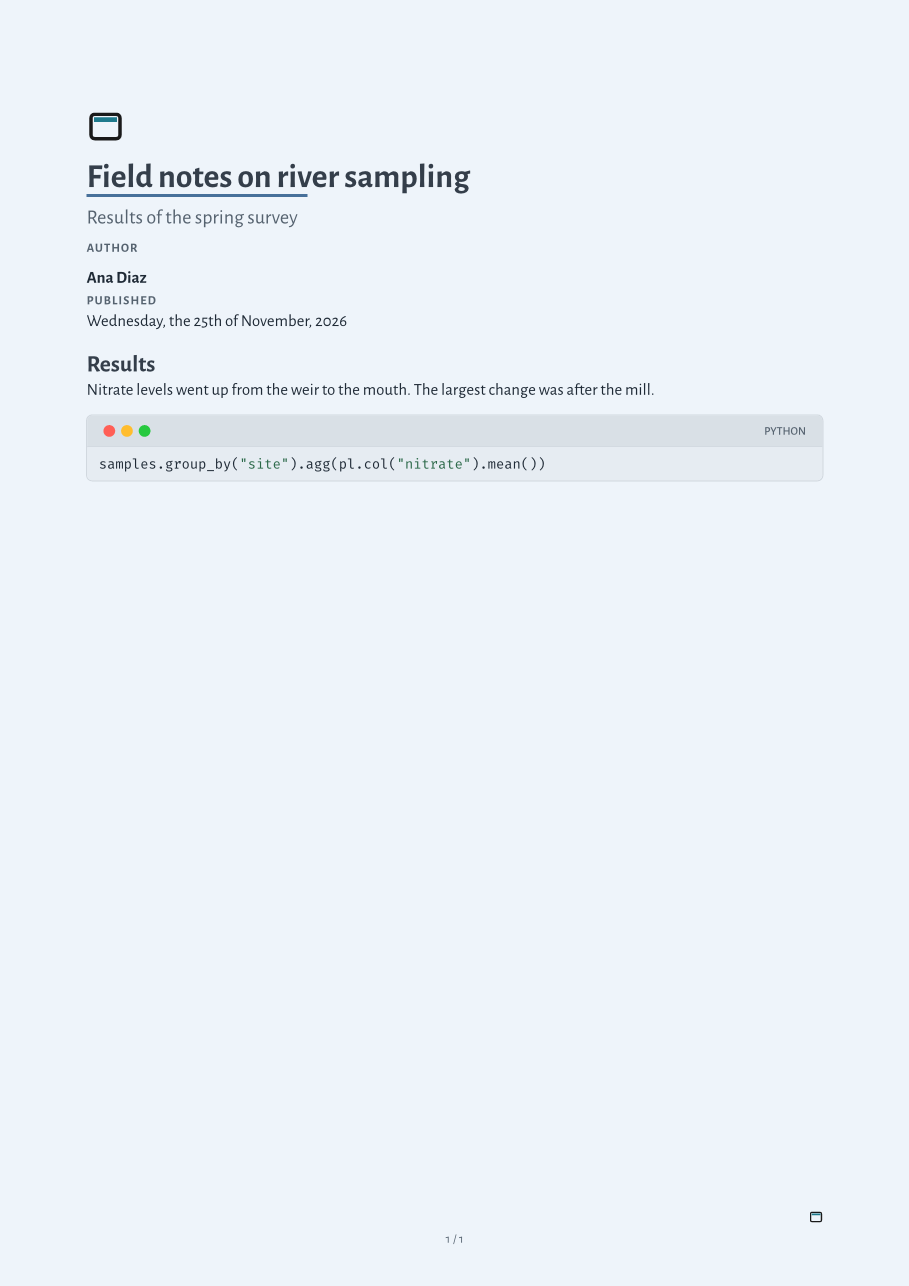 Field notes on river sampling
Results of the spring survey
AUTHOR
Ana Diaz
PUBLISHED
Wednesday, the 25th of November, 2026
Results
Nitrate levels went up from the weir to the mouth. The largest change was after the mill.
PYTHON
samples.group_by("site").agg(pl.col("nitrate").mean())
1 / 1